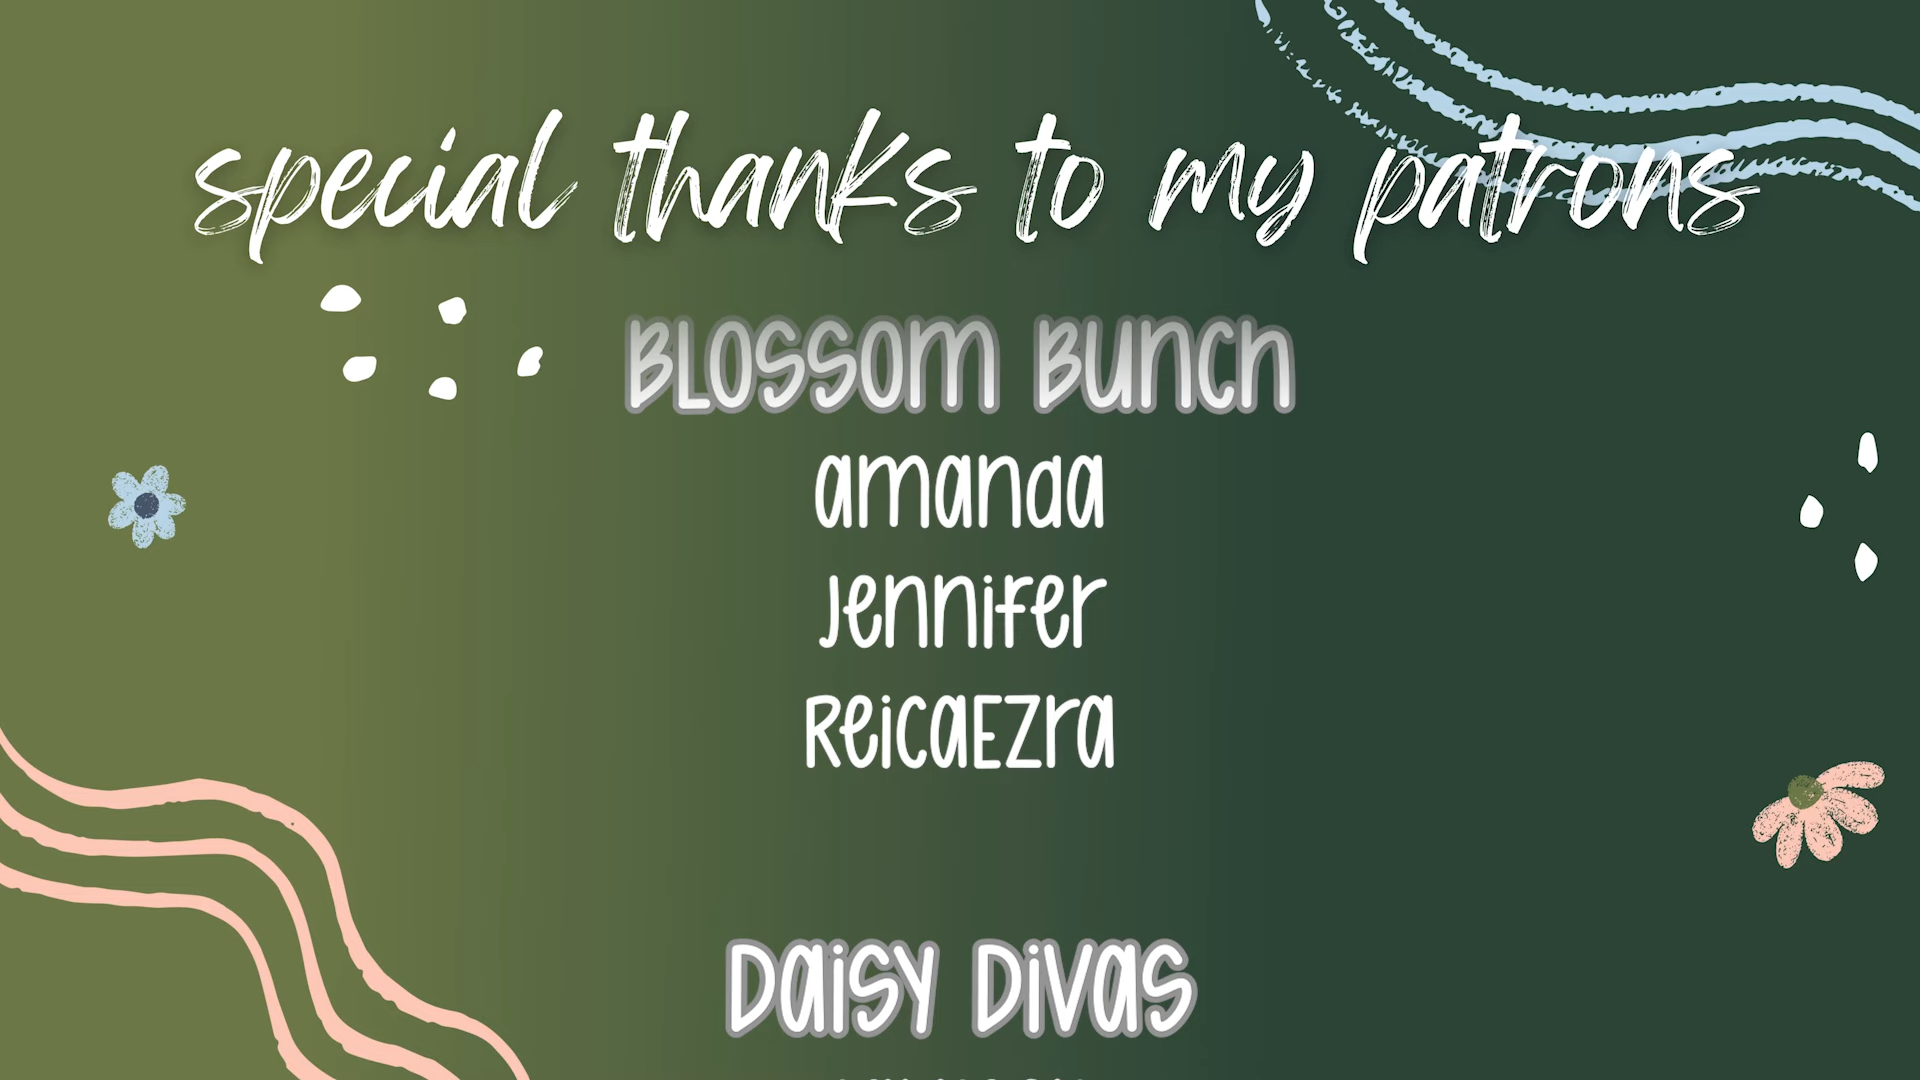 special thanks to my patrons
BLOSSOM BUNCH
amanda
Jennifer
ReicaEzra
Daisy Divas